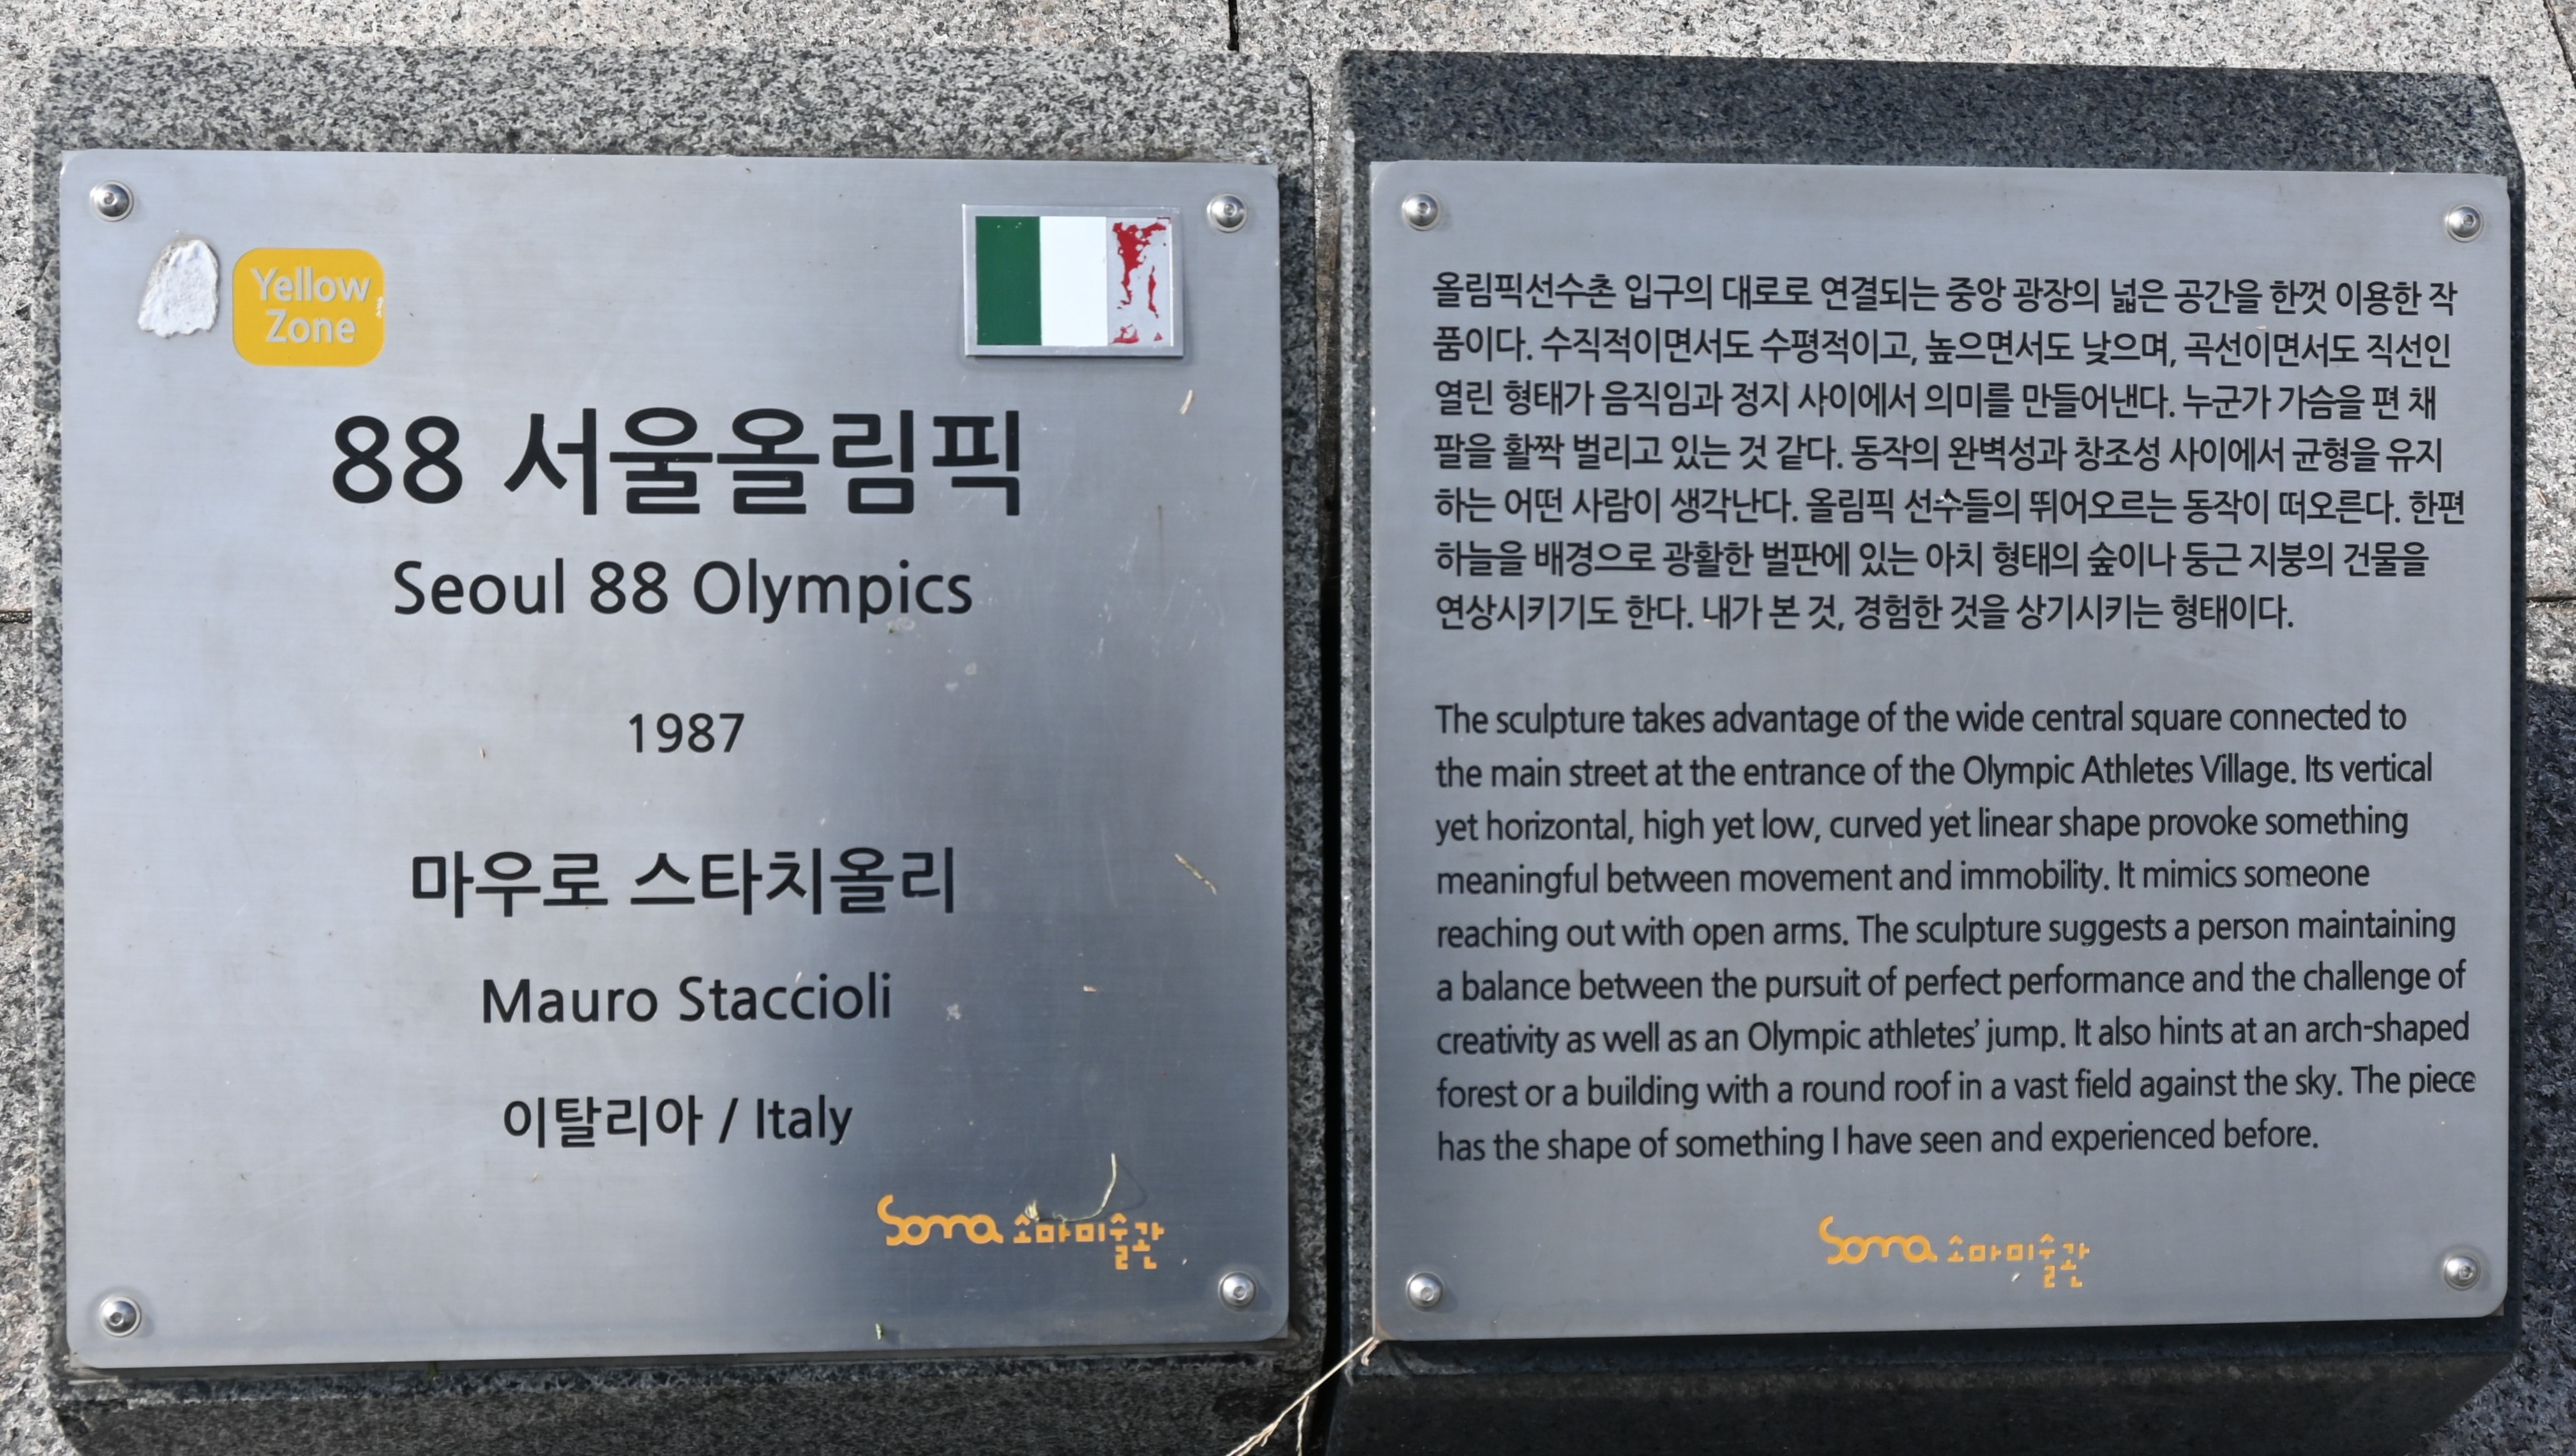 Yellow
Zone
88 서울올림픽
Seoul 88 Olympics
1987
마우로 스타치올리
Mauro Staccioli
이탈리아 / Italy
Soma 소마미술관
올림픽선수촌 입구의 대로로 연결되는 중앙 광장의 넓은 공간을 한껏 이용한 작
품이다. 수직적이면서도 수평적이고, 높으면서도 낮으며, 곡선이면서도 직선인
열린 형태가 음직임과 정지 사이에서 의미를 만들어낸다. 누군가 가슴을 편 채
팔을 활짝 벌리고 있는 것 같다. 동작의 완벽성과 창조성 사이에서 균형을 유지
하는 어떤 사람이 생각난다. 올림픽 선수들의 뛰어오르는 동작이 떠오른다. 한편
하늘을 배경으로 광활한 벌판에 있는 아치 형태의 숲이나 둥근 지붕의 건물을
연상시키기도 한다. 내가 본 것, 경험한 것을 상기시키는 형태이다.
The sculpture takes advantage of the wide central square connected to
the main street at the entrance of the Olympic Athletes Village. Its vertical
yet horizontal, high yet low, curved yet linear shape provoke something
meaningful between movement and immobility. It mimics someone
reaching out with open arms. The sculpture suggests a person maintaining
a balance between the pursuit of perfect performance and the challenge of
creativity as well as an Olympic athletes’ jump. It also hints at an arch-shaped
forest or a building with a round roof in a vast field against the sky. The piece
has the shape of something I have seen and experienced before.
Soma 소마미술관